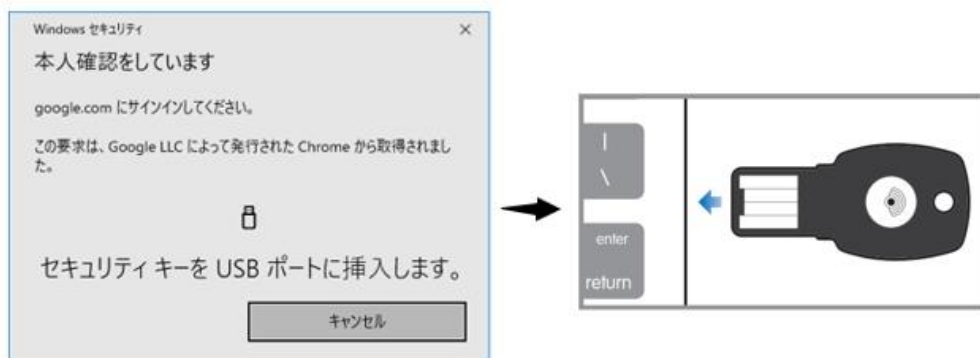 Windows セキュリティ
本人確認をしています
google.com にサインインしてください。
この要求は、Google LLC によって発行された Chrome から取得されまし
た。
セキュリティ キーを USB ポートに挿入します。
キャンセル
|
\
enter
return